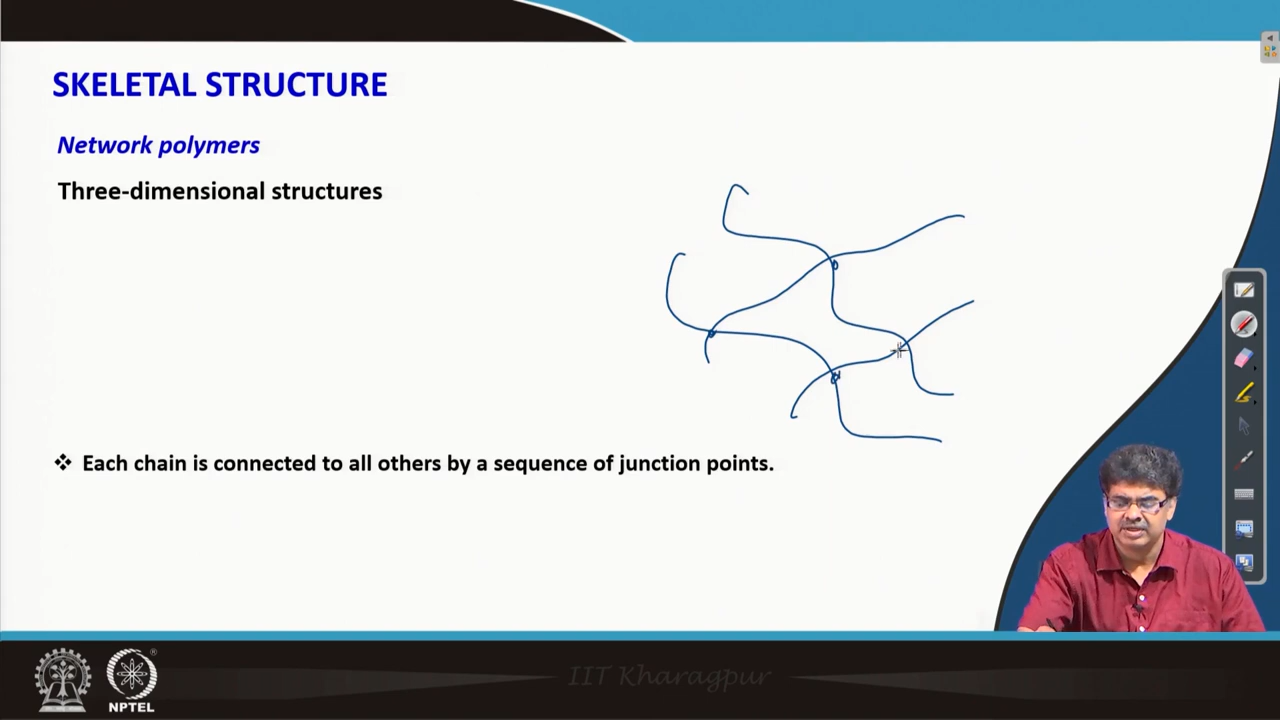 SKELETAL STRUCTURE
Network polymers
Three-dimensional structures
❖ Each chain is connected to all others by a sequence of junction points.
IIT Kharagpur
®
NPTEL